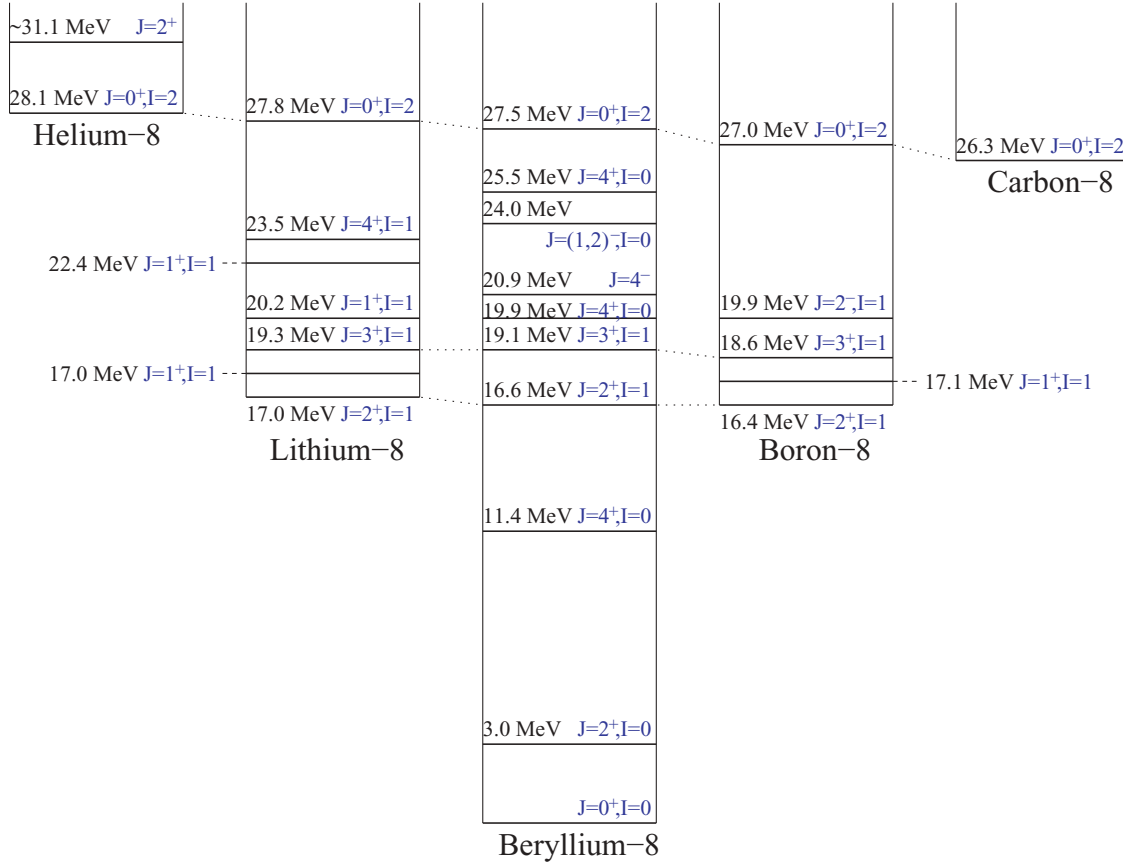 ~31.1 MeV J=2⁺
28.1 MeV J=0⁺,I=2
Helium−8
27.8 MeV J=0⁺,I=2
23.5 MeV J=4⁺,I=1
22.4 MeV J=1⁺,I=1
20.2 MeV J=1⁺,I=1
19.3 MeV J=3⁺,I=1
17.0 MeV J=1⁺,I=1
17.0 MeV J=2⁺,I=1
Lithium−8
27.5 MeV J=0⁺,I=2
25.5 MeV J=4⁺,I=0
24.0 MeV
J=(1,2)⁻,I=0
20.9 MeV J=4⁻
19.9 MeV J=4⁺,I=0
19.1 MeV J=3⁺,I=1
16.6 MeV J=2⁺,I=1
11.4 MeV J=4⁺,I=0
3.0 MeV J=2⁺,I=0
J=0⁺,I=0
Beryllium−8
27.0 MeV J=0⁺,I=2
19.9 MeV J=2⁻,I=1
18.6 MeV J=3⁺,I=1
17.1 MeV J=1⁺,I=1
16.4 MeV J=2⁺,I=1
Boron−8
26.3 MeV J=0⁺,I=2
Carbon−8